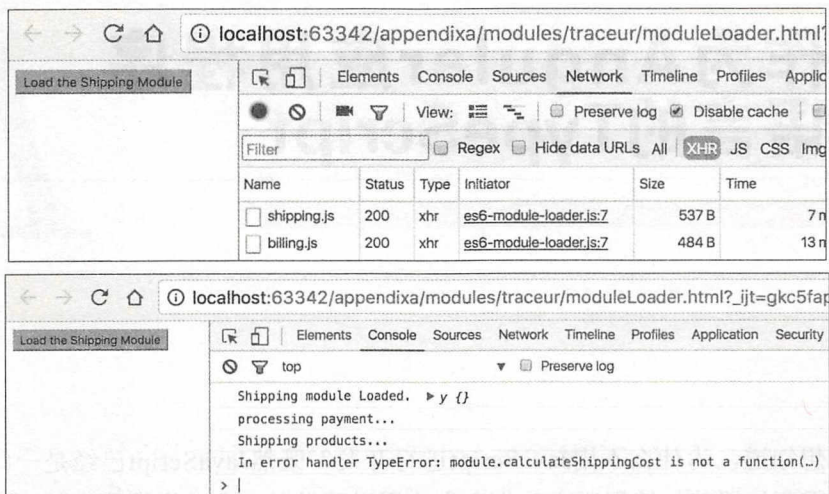 localhost:63342/appendixa/modules/traceur/moduleLoader.html?
Load the Shipping Module
Elements Console Sources Network Timeline Profiles Applic
View: Preserve log Disable cache
Filter Regex Hide data URLs All XHR JS CSS Img
Name Status Type Initiator Size Time
shipping.js 200 xhr es6-module-loader.js:7 537 B 7 m
billing.js 200 xhr es6-module-loader.js:7 484 B 13 m
localhost:63342/appendixa/modules/traceur/moduleLoader.html?_ijt=gkc5fap
Load the Shipping Module
Elements Console Sources Network Timeline Profiles Application Security
top Preserve log
Shipping module Loaded. ▶ y {}
processing payment...
Shipping products...
In error handler TypeError: module.calculateShippingCost is not a function(…)
>